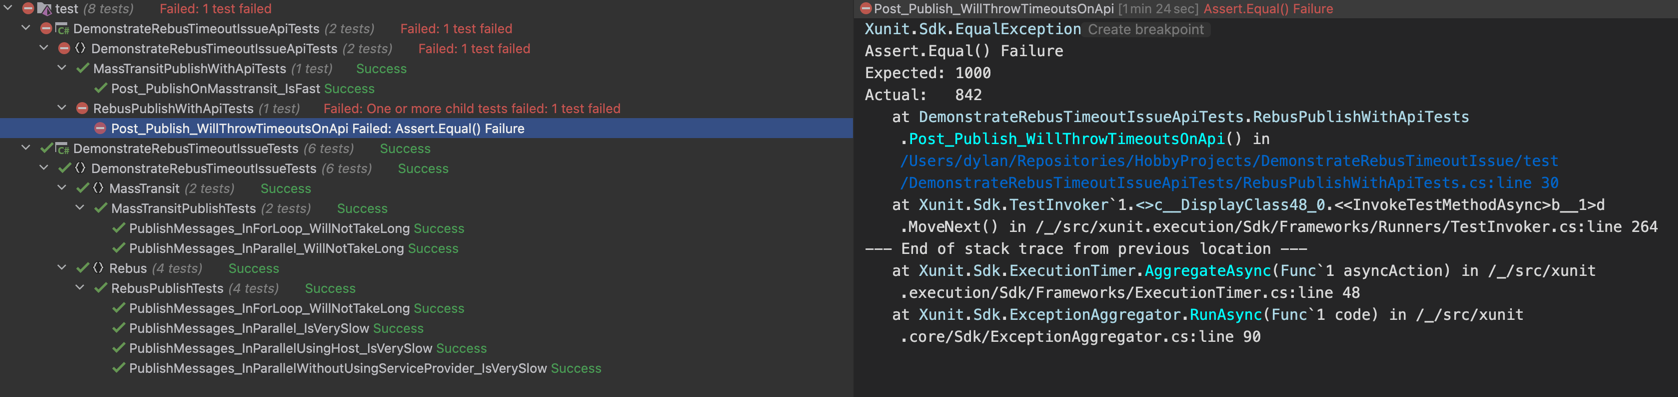 test (8 tests) Failed: 1 test failed
DemonstrateRebusTimeoutIssueApiTests (2 tests) Failed: 1 test failed
DemonstrateRebusTimeoutIssueApiTests (2 tests) Failed: 1 test failed
MassTransitPublishWithApiTests (1 test) Success
Post_PublishOnMasstransit_IsFast Success
RebusPublishWithApiTests (1 test) Failed: One or more child tests failed: 1 test failed
Post_Publish_WillThrowTimeoutsOnApi Failed: Assert.Equal() Failure
C# DemonstrateRebusTimeoutIssueTests (6 tests) Success
DemonstrateRebusTimeoutIssueTests (6 tests) Success
MassTransit (2 tests) Success
MassTransitPublishTests (2 tests) Success
PublishMessages_InForLoop_WillNotTakeLong Success
PublishMessages_InParallel_WillNotTakeLong Success
Rebus (4 tests) Success
RebusPublishTests (4 tests) Success
PublishMessages_InForLoop_WillNotTakeLong Success
PublishMessages_InParallel_IsVerySlow Success
PublishMessages_InParallelUsingHost_IsVerySlow Success
PublishMessages_InParallelWithoutUsingServiceProvider_IsVerySlow Success
Post_Publish_WillThrowTimeoutsOnApi [1 min 24 sec] Assert.Equal() Failure
Xunit.Sdk.EqualException Create breakpoint
Assert.Equal() Failure
Expected: 1000
Actual:   842
at DemonstrateRebusTimeoutIssueApiTests.RebusPublishWithApiTests
.Post_Publish_WillThrowTimeoutsOnApi() in
/Users/dylan/Repositories/HobbyProjects/DemonstrateRebusTimeoutIssue/test
/DemonstrateRebusTimeoutIssueApiTests/RebusPublishWithApiTests.cs:line 30
at Xunit.Sdk.TestInvoker`1.<>c__DisplayClass48_0.<<InvokeTestMethodAsync>b__1>d
.MoveNext() in /_/src/xunit.execution/Sdk/Frameworks/Runners/TestInvoker.cs:line 264
--- End of stack trace from previous location ---
at Xunit.Sdk.ExecutionTimer.AggregateAsync(Func`1 asyncAction) in /_/src/xunit
.execution/Sdk/Frameworks/ExecutionTimer.cs:line 48
at Xunit.Sdk.ExceptionAggregator.RunAsync(Func`1 code) in /_/src/xunit
.core/Sdk/ExceptionAggregator.cs:line 90